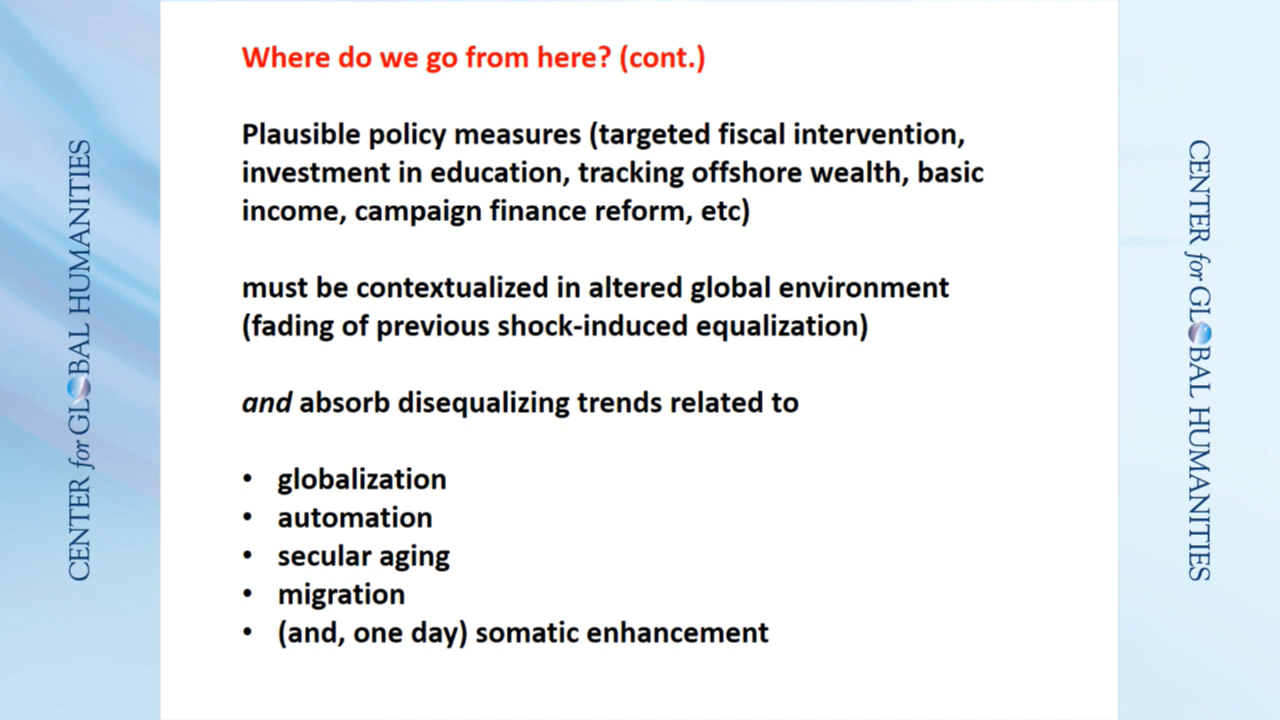 Where do we go from here? (cont.)
Plausible policy measures (targeted fiscal intervention,
investment in education, tracking offshore wealth, basic
income, campaign finance reform, etc)
must be contextualized in altered global environment
(fading of previous shock-induced equalization)
and absorb disequalizing trends related to
• globalization
• automation
• secular aging
• migration
• (and, one day) somatic enhancement
CENTER for GLOBAL HUMANITIES
CENTER for GLOBAL HUMANITIES